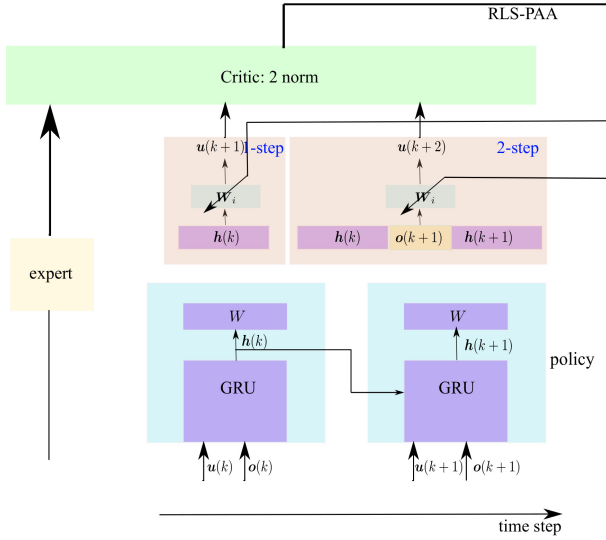 RLS-PAA
Critic: 2 norm
u(k+1)
1-step
u(k+2)
2-step
W_i
W_i
h(k)
h(k)
o(k+1)
h(k+1)
expert
W
W
h(k)
h(k+1)
policy
GRU
GRU
u(k)
o(k)
u(k+1)
o(k+1)
time step